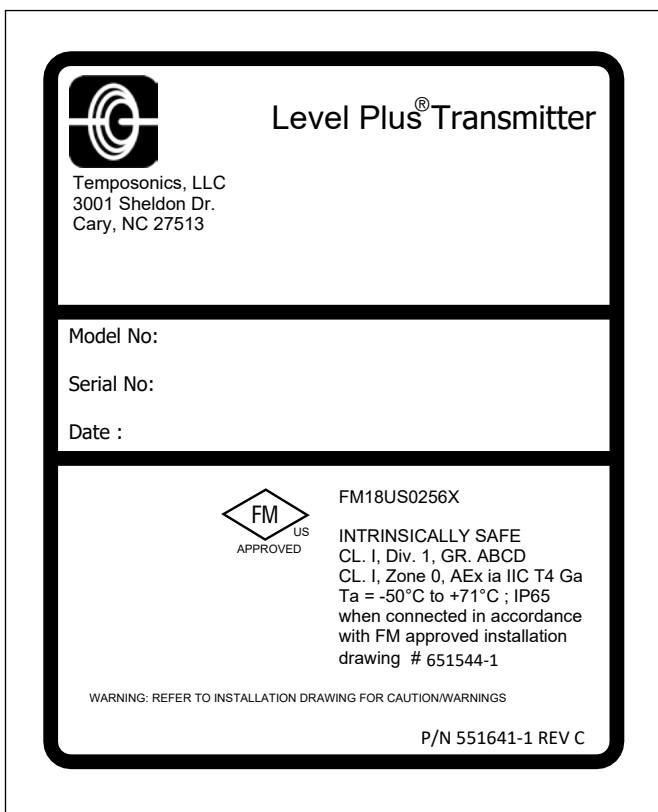 Level Plus® Transmitter
Temposonics, LLC
3001 Sheldon Dr.
Cary, NC 27513
Model No:
Serial No:
Date :
FM
US
APPROVED
FM18US0256X
INTRINSICALLY SAFE
CL. I, Div. 1, GR. ABCD
CL. I, Zone 0, AEx ia IIC T4 Ga
Ta = -50°C to +71°C ; IP65
when connected in accordance
with FM approved installation
drawing # 651544-1
WARNING: REFER TO INSTALLATION DRAWING FOR CAUTION/WARNINGS
P/N 551641-1 REV C